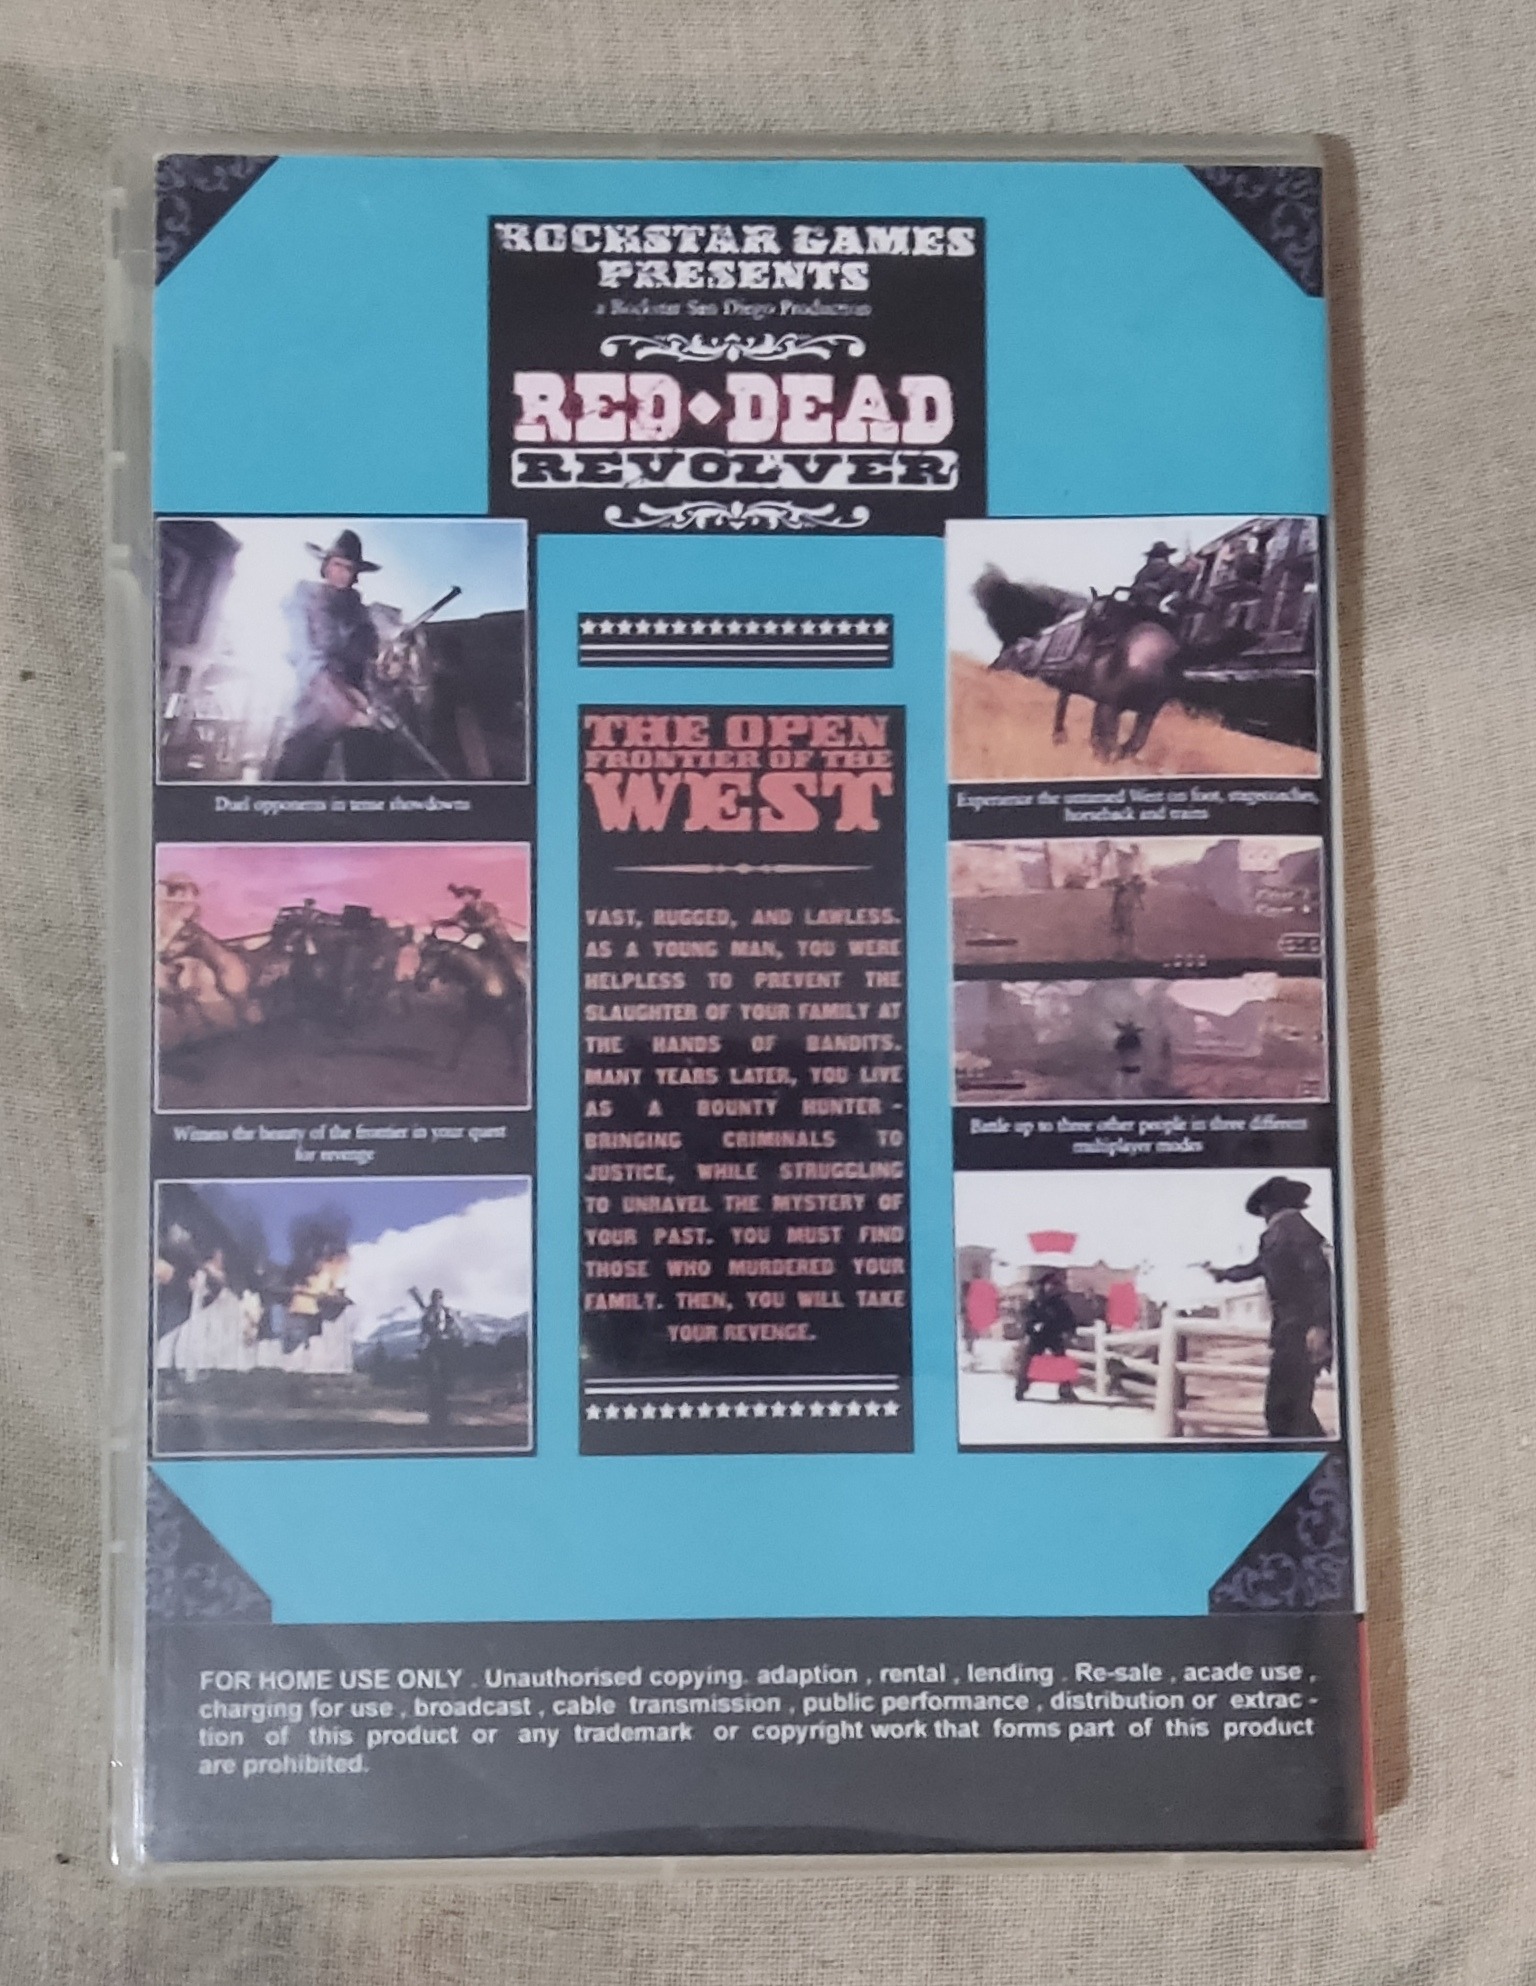 ROCKSTAR GAMES
PRESENTS
a Rockstar San Diego Production
RED DEAD
REVOLVER
Duel opponents in tense showdowns
Witness the beauty of the frontier in your quest
for revenge
THE OPEN
FRONTIER OF THE
WEST
VAST, RUGGED, AND LAWLESS.
AS A YOUNG MAN, YOU WERE
HELPLESS TO PREVENT THE
SLAUGHTER OF YOUR FAMILY AT
THE HANDS OF BANDITS.
MANY YEARS LATER, YOU LIVE
AS A BOUNTY HUNTER -
BRINGING CRIMINALS TO
JUSTICE, WHILE STRUGGLING
TO UNRAVEL THE MYSTERY OF
YOUR PAST. YOU MUST FIND
THOSE WHO MURDERED YOUR
FAMILY. THEN, YOU WILL TAKE
YOUR REVENGE.
Experience the untamed West on foot, stagecoaches,
horseback and trains
Battle up to three other people in three different
multiplayer modes
FOR HOME USE ONLY . Unauthorised copying. adaption , rental , lending . Re-sale , acade use ,
charging for use , broadcast , cable transmission , public performance , distribution or extrac -
tion of this product or any trademark or copyright work that forms part of this product
are prohibited.